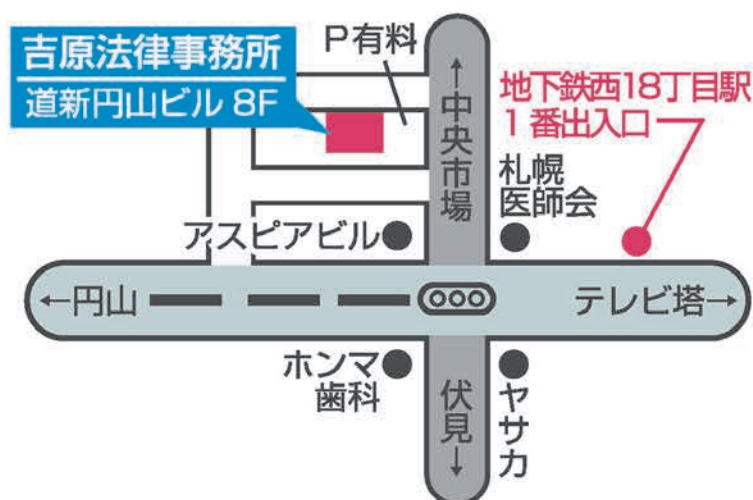 吉原法律事務所
道新円山ビル 8F
P有料
↑中央市場
地下鉄西18丁目駅
1番出入口
札幌
医師会
アスピアビル
←円山
テレビ塔→
ホンマ
歯科
伏見↓
ヤサカ